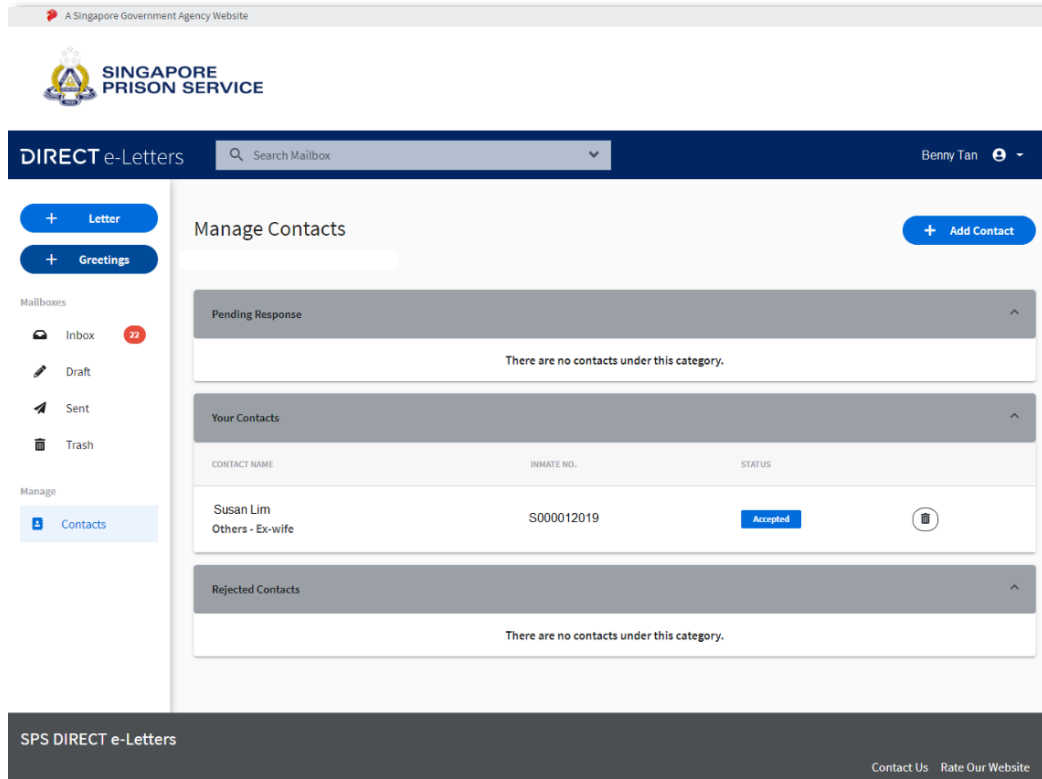 A Singapore Government Agency Website
SINGAPORE
PRISON SERVICE
DIRECT e-Letters
Search Mailbox
Benny Tan
+ Letter
+ Greetings
Mailboxes
Inbox 22
Draft
Sent
Trash
Manage
Contacts
Manage Contacts
+ Add Contact
Pending Response
There are no contacts under this category.
Your Contacts
CONTACT NAME INMATE NO. STATUS
Susan Lim S000012019 Accepted
Others - Ex-wife
Rejected Contacts
There are no contacts under this category.
SPS DIRECT e-Letters
Contact Us Rate Our Website